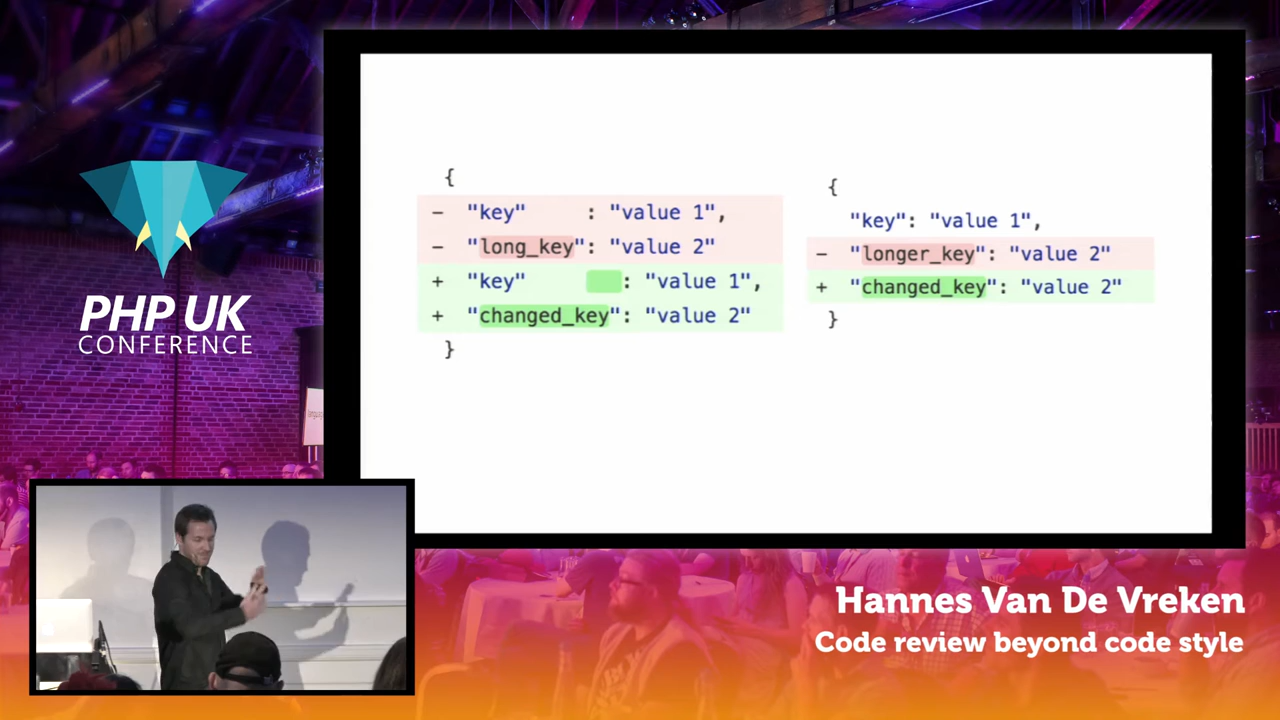 PHP UK
CONFERENCE
{
- "key"     : "value 1",
- "long_key": "value 2"
+ "key"        : "value 1",
+ "changed_key": "value 2"
}
{
"key": "value 1",
- "longer_key": "value 2"
+ "changed_key": "value 2"
}
Hannes Van De Vreken
Code review beyond code style